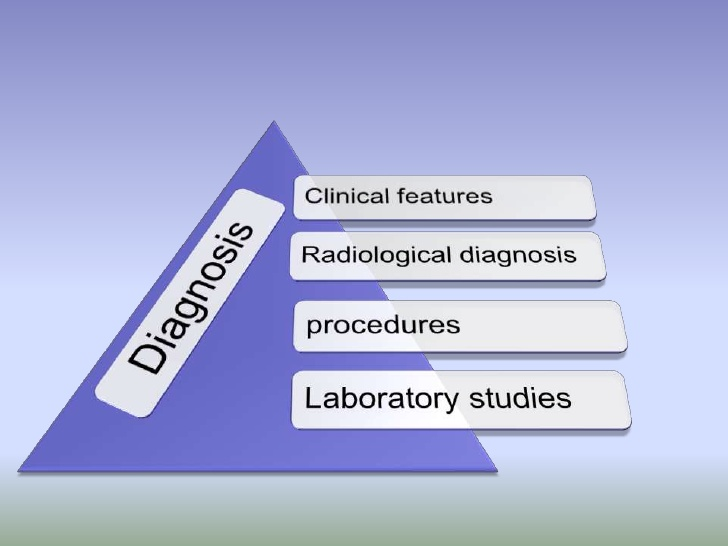 Diagnosis
Clinical features
Radiological diagnosis
procedures
Laboratory studies